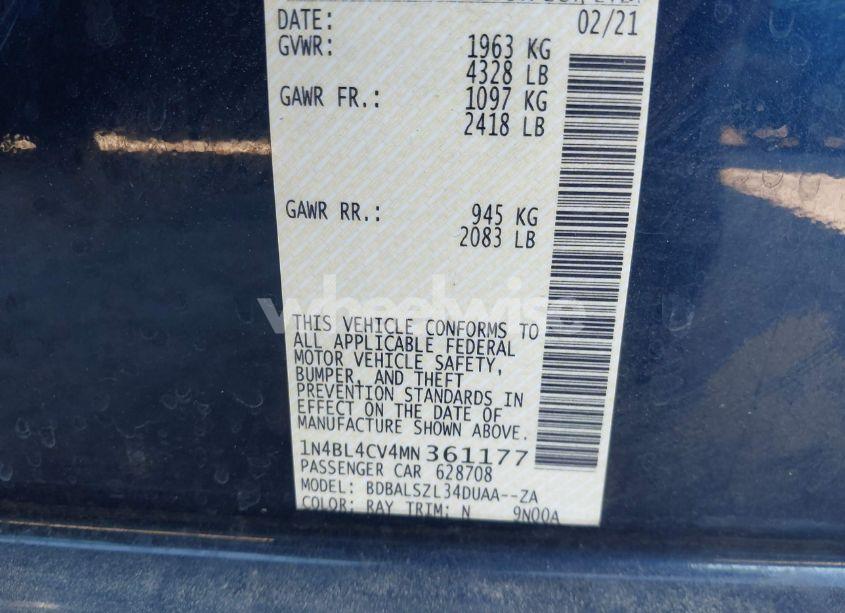 DATE: 02/21
GVWR: 1963 KG
4328 LB
GAWR FR.: 1097 KG
2418 LB
GAWR RR.: 945 KG
2083 LB
wheelwise
THIS VEHICLE CONFORMS TO
ALL APPLICABLE FEDERAL
MOTOR VEHICLE SAFETY,
BUMPER, AND THEFT
PREVENTION STANDARDS IN
EFFECT ON THE DATE OF
MANUFACTURE SHOWN ABOVE.
1N4BL4CV4MN361177
PASSENGER CAR 628708
MODEL: BDBALSZL34DUAA--ZA
COLOR: RAY TRIM: N 9N00A